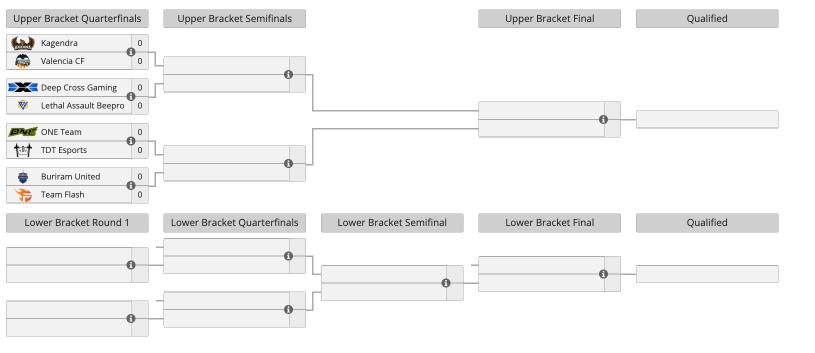 Upper Bracket Quarterfinals
Upper Bracket Semifinals
Upper Bracket Final
Qualified
Kagendra 0
Valencia CF 0
Deep Cross Gaming 0
Lethal Assault Beepro 0
ONE Team 0
TDT Esports 0
Buriram United 0
Team Flash 0
Lower Bracket Round 1
Lower Bracket Quarterfinals
Lower Bracket Semifinal
Lower Bracket Final
Qualified